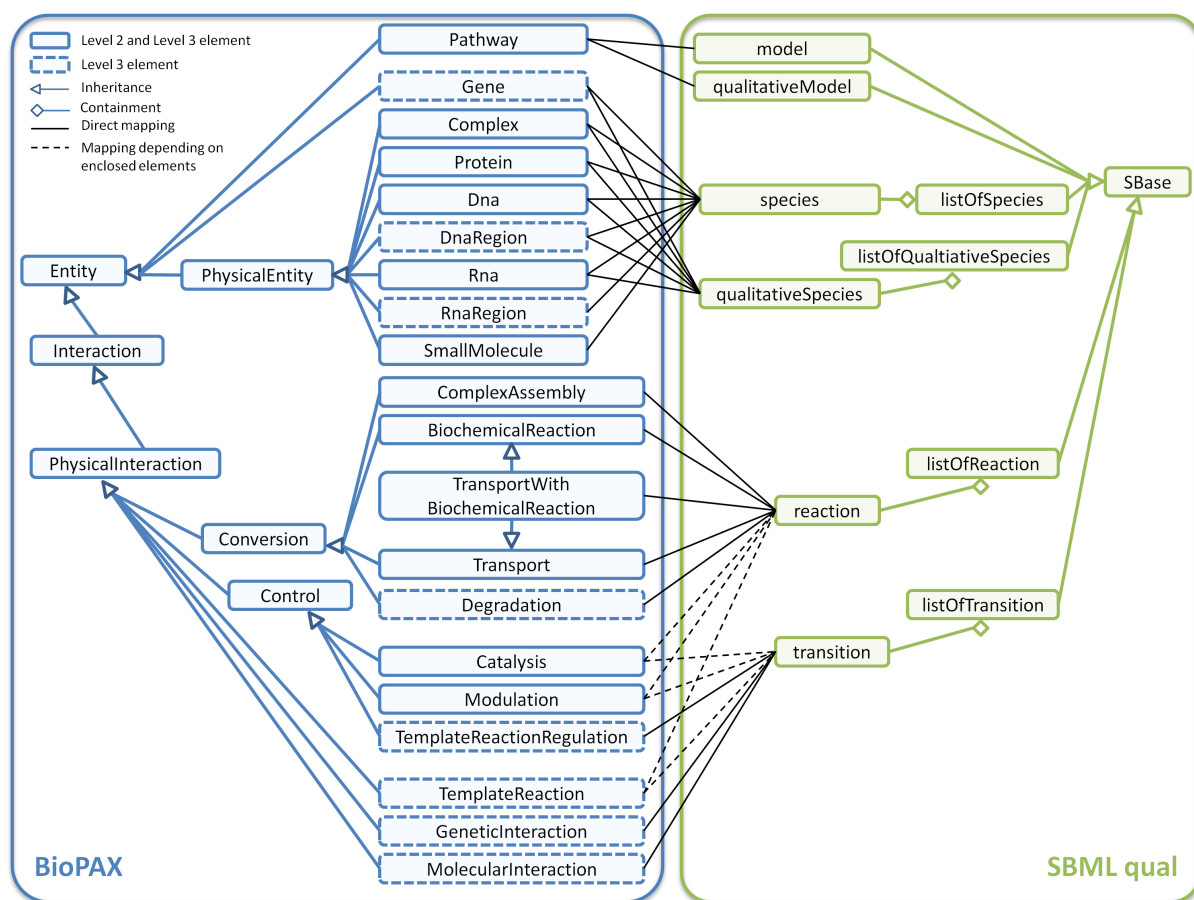 Level 2 and Level 3 element
Level 3 element
Inheritance
Containment
Direct mapping
Mapping depending on
enclosed elements
Pathway
Gene
Complex
Protein
Dna
DnaRegion
Rna
RnaRegion
SmallMolecule
Entity
PhysicalEntity
Interaction
PhysicalInteraction
Conversion
Control
ComplexAssembly
BiochemicalReaction
TransportWith
BiochemicalReaction
Transport
Degradation
Catalysis
Modulation
TemplateReactionRegulation
TemplateReaction
GeneticInteraction
MolecularInteraction
BioPAX
model
qualitativeModel
SBase
species
listOfSpecies
listOfQualtiativeSpecies
qualitativeSpecies
listOfReaction
reaction
listOfTransition
transition
SBML qual